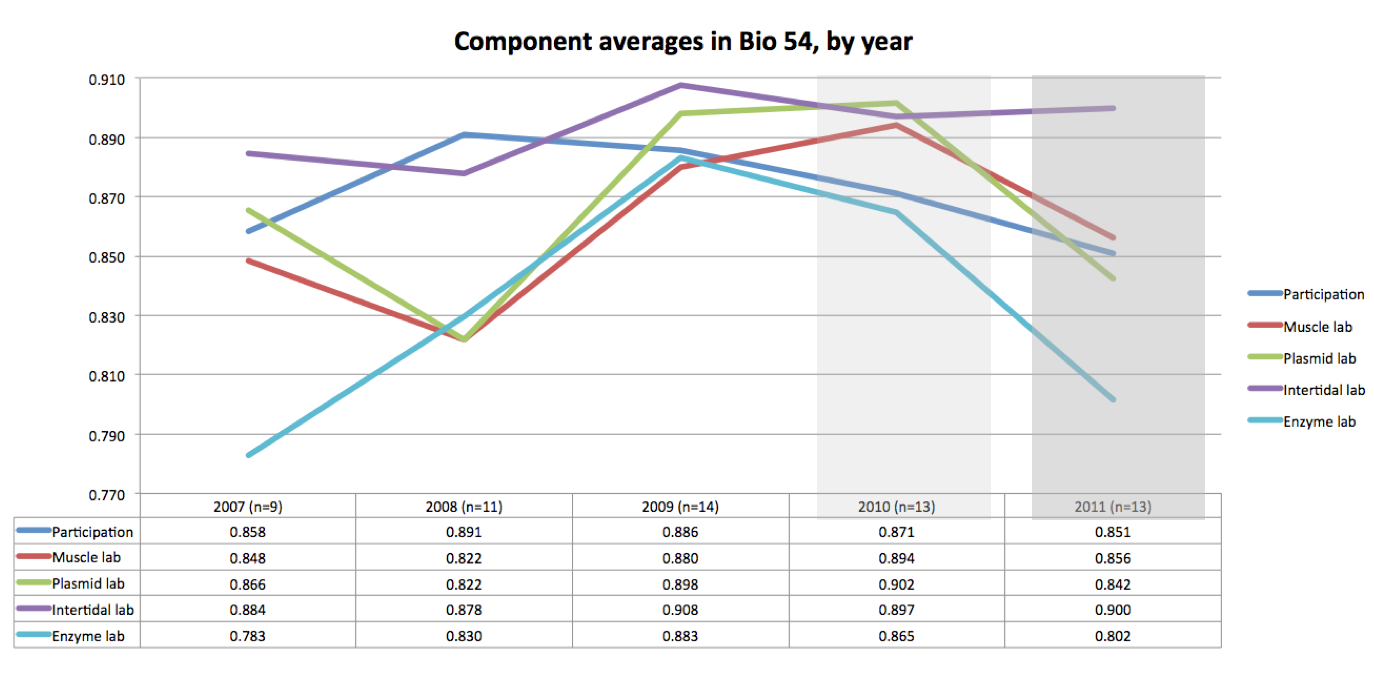 Component averages in Bio 54, by year
0.910
0.890
0.870
0.850
0.830
0.810
0.790
0.770
Participation
Muscle lab
Plasmid lab
Intertidal lab
Enzyme lab
2007 (n=9) 2008 (n=11) 2009 (n=14) 2010 (n=13) 2011 (n=13)
Participation 0.858 0.891 0.886 0.871 0.851
Muscle lab 0.848 0.822 0.880 0.894 0.856
Plasmid lab 0.866 0.822 0.898 0.902 0.842
Intertidal lab 0.884 0.878 0.908 0.897 0.900
Enzyme lab 0.783 0.830 0.883 0.865 0.802